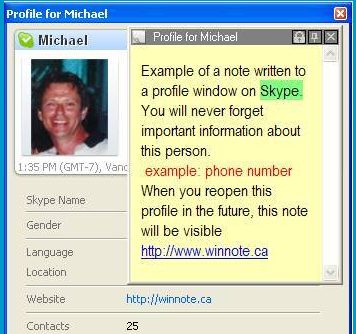 Profile for Michael
Michael
Profile for Michael
Example of a note written to
a profile window on Skype.
You will never forget
important information about
this person.
example: phone number
When you reopen this
profile in the future, this note
will be visible
http://www.winnote.ca
1:35 PM (GMT-7), Vanc
Skype Name
Gender
Language
Location
Website http://winnote.ca
Contacts 25